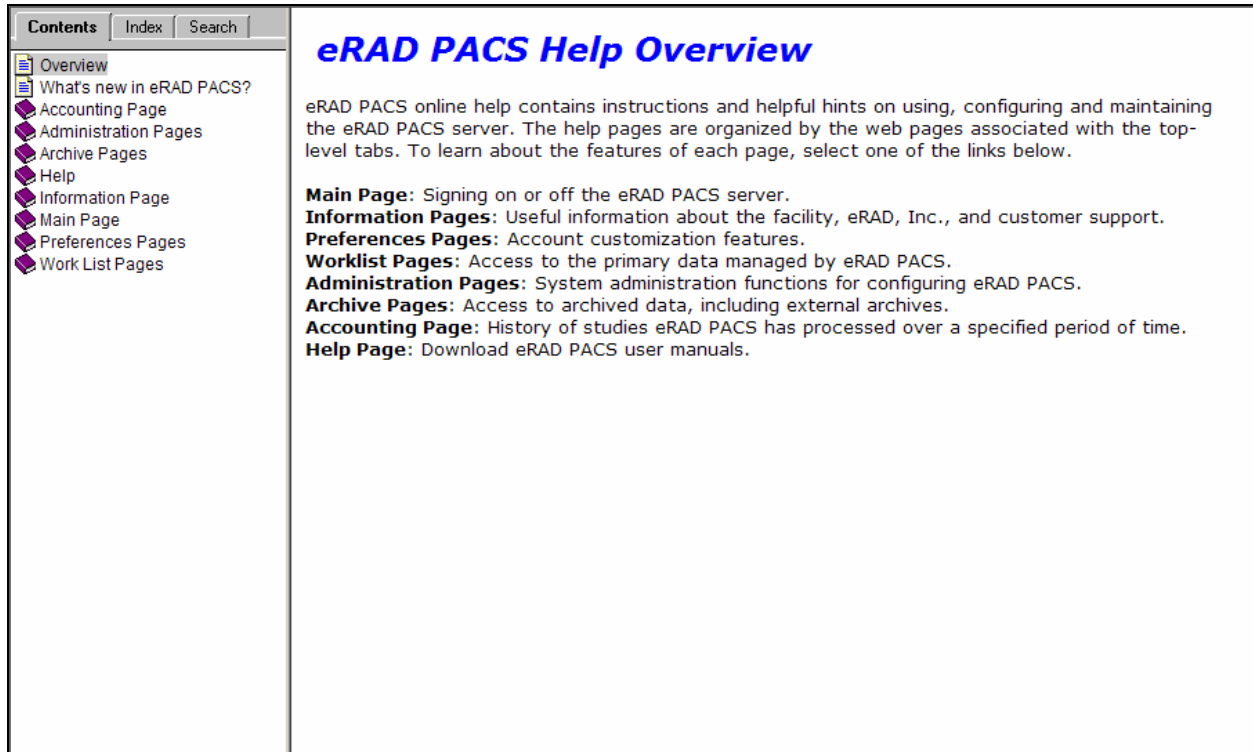 Contents Index Search
Overview
What's new in eRAD PACS?
Accounting Page
Administration Pages
Archive Pages
Help
Information Page
Main Page
Preferences Pages
Work List Pages
eRAD PACS Help Overview
eRAD PACS online help contains instructions and helpful hints on using, configuring and maintaining
the eRAD PACS server. The help pages are organized by the web pages associated with the top-
level tabs. To learn about the features of each page, select one of the links below.
Main Page: Signing on or off the eRAD PACS server.
Information Pages: Useful information about the facility, eRAD, Inc., and customer support.
Preferences Pages: Account customization features.
Worklist Pages: Access to the primary data managed by eRAD PACS.
Administration Pages: System administration functions for configuring eRAD PACS.
Archive Pages: Access to archived data, including external archives.
Accounting Page: History of studies eRAD PACS has processed over a specified period of time.
Help Page: Download eRAD PACS user manuals.